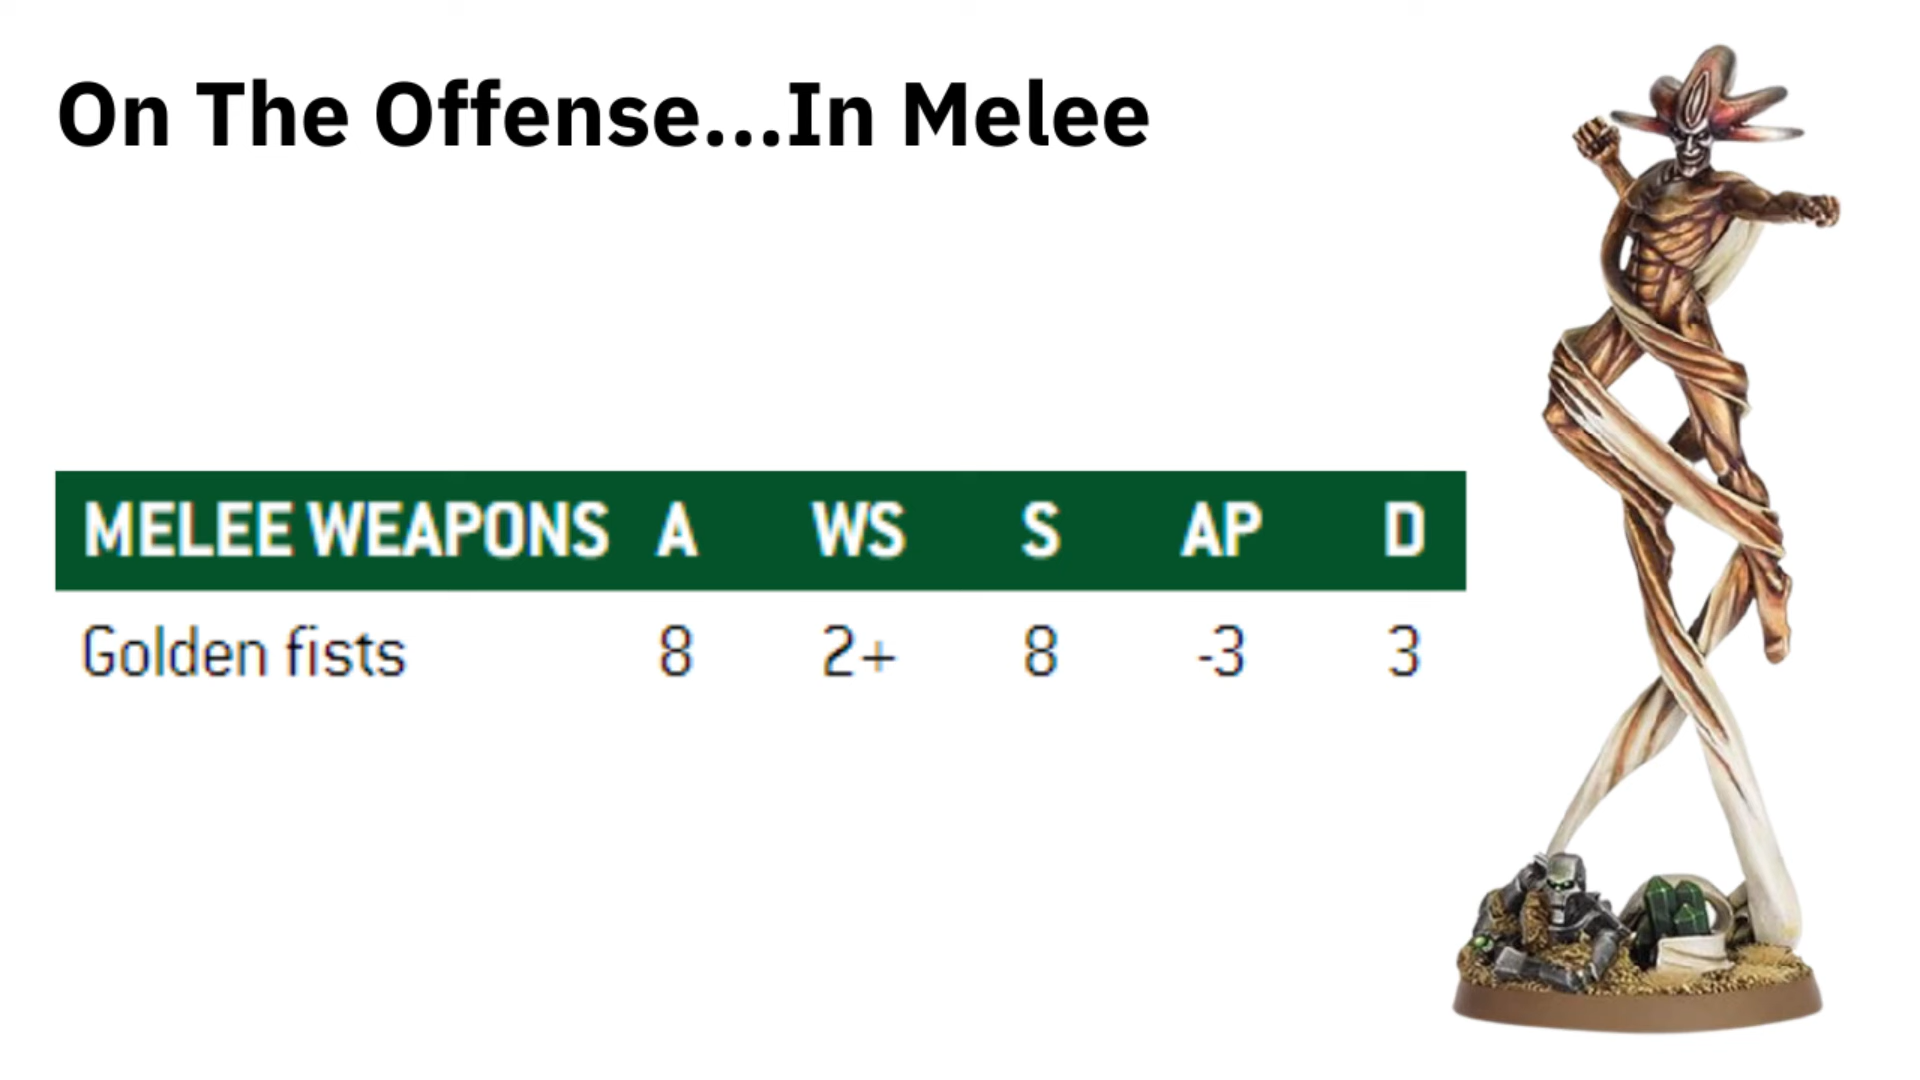 On The Offense...In Melee
MELEE WEAPONS A WS S AP D
Golden fists 8 2+ 8 -3 3